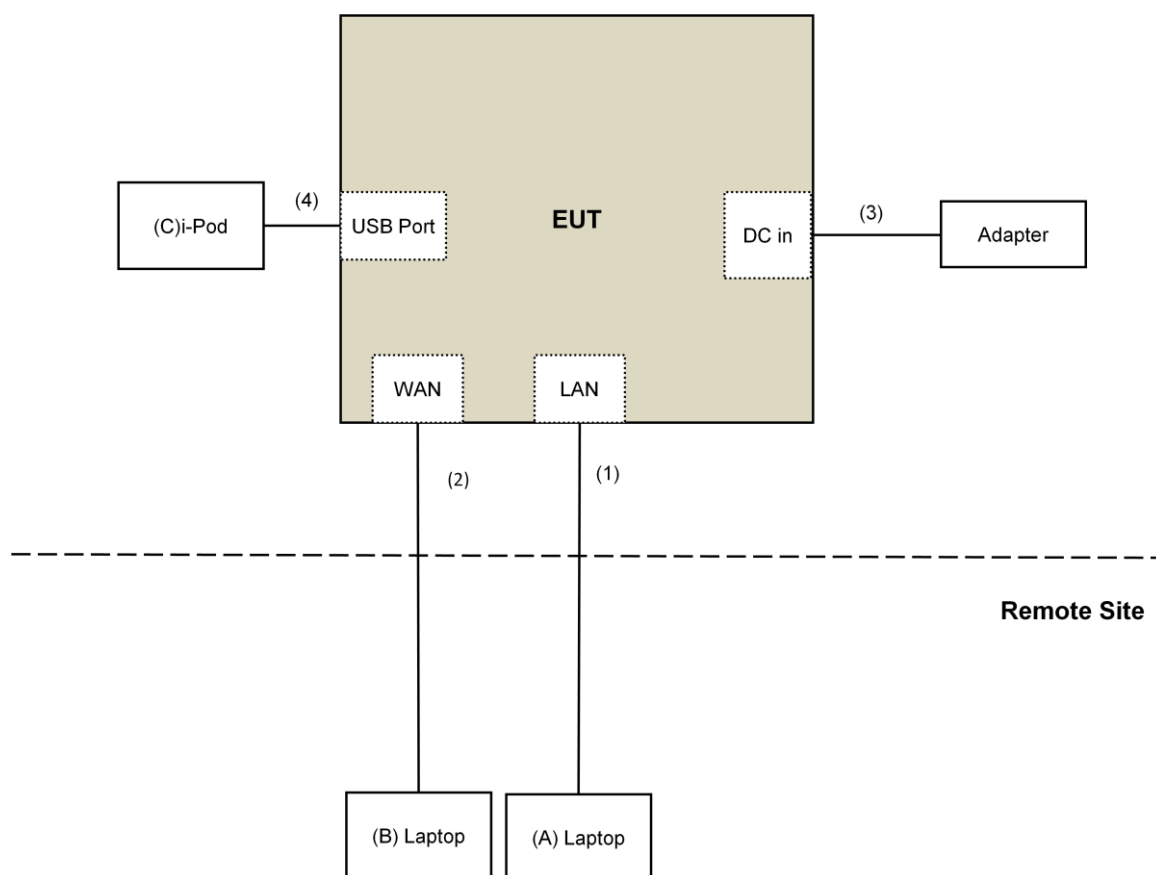 (C)i-Pod
(4)
USB Port
EUT
DC in
(3)
Adapter
WAN
LAN
(2)
(1)
Remote Site
(B) Laptop
(A) Laptop